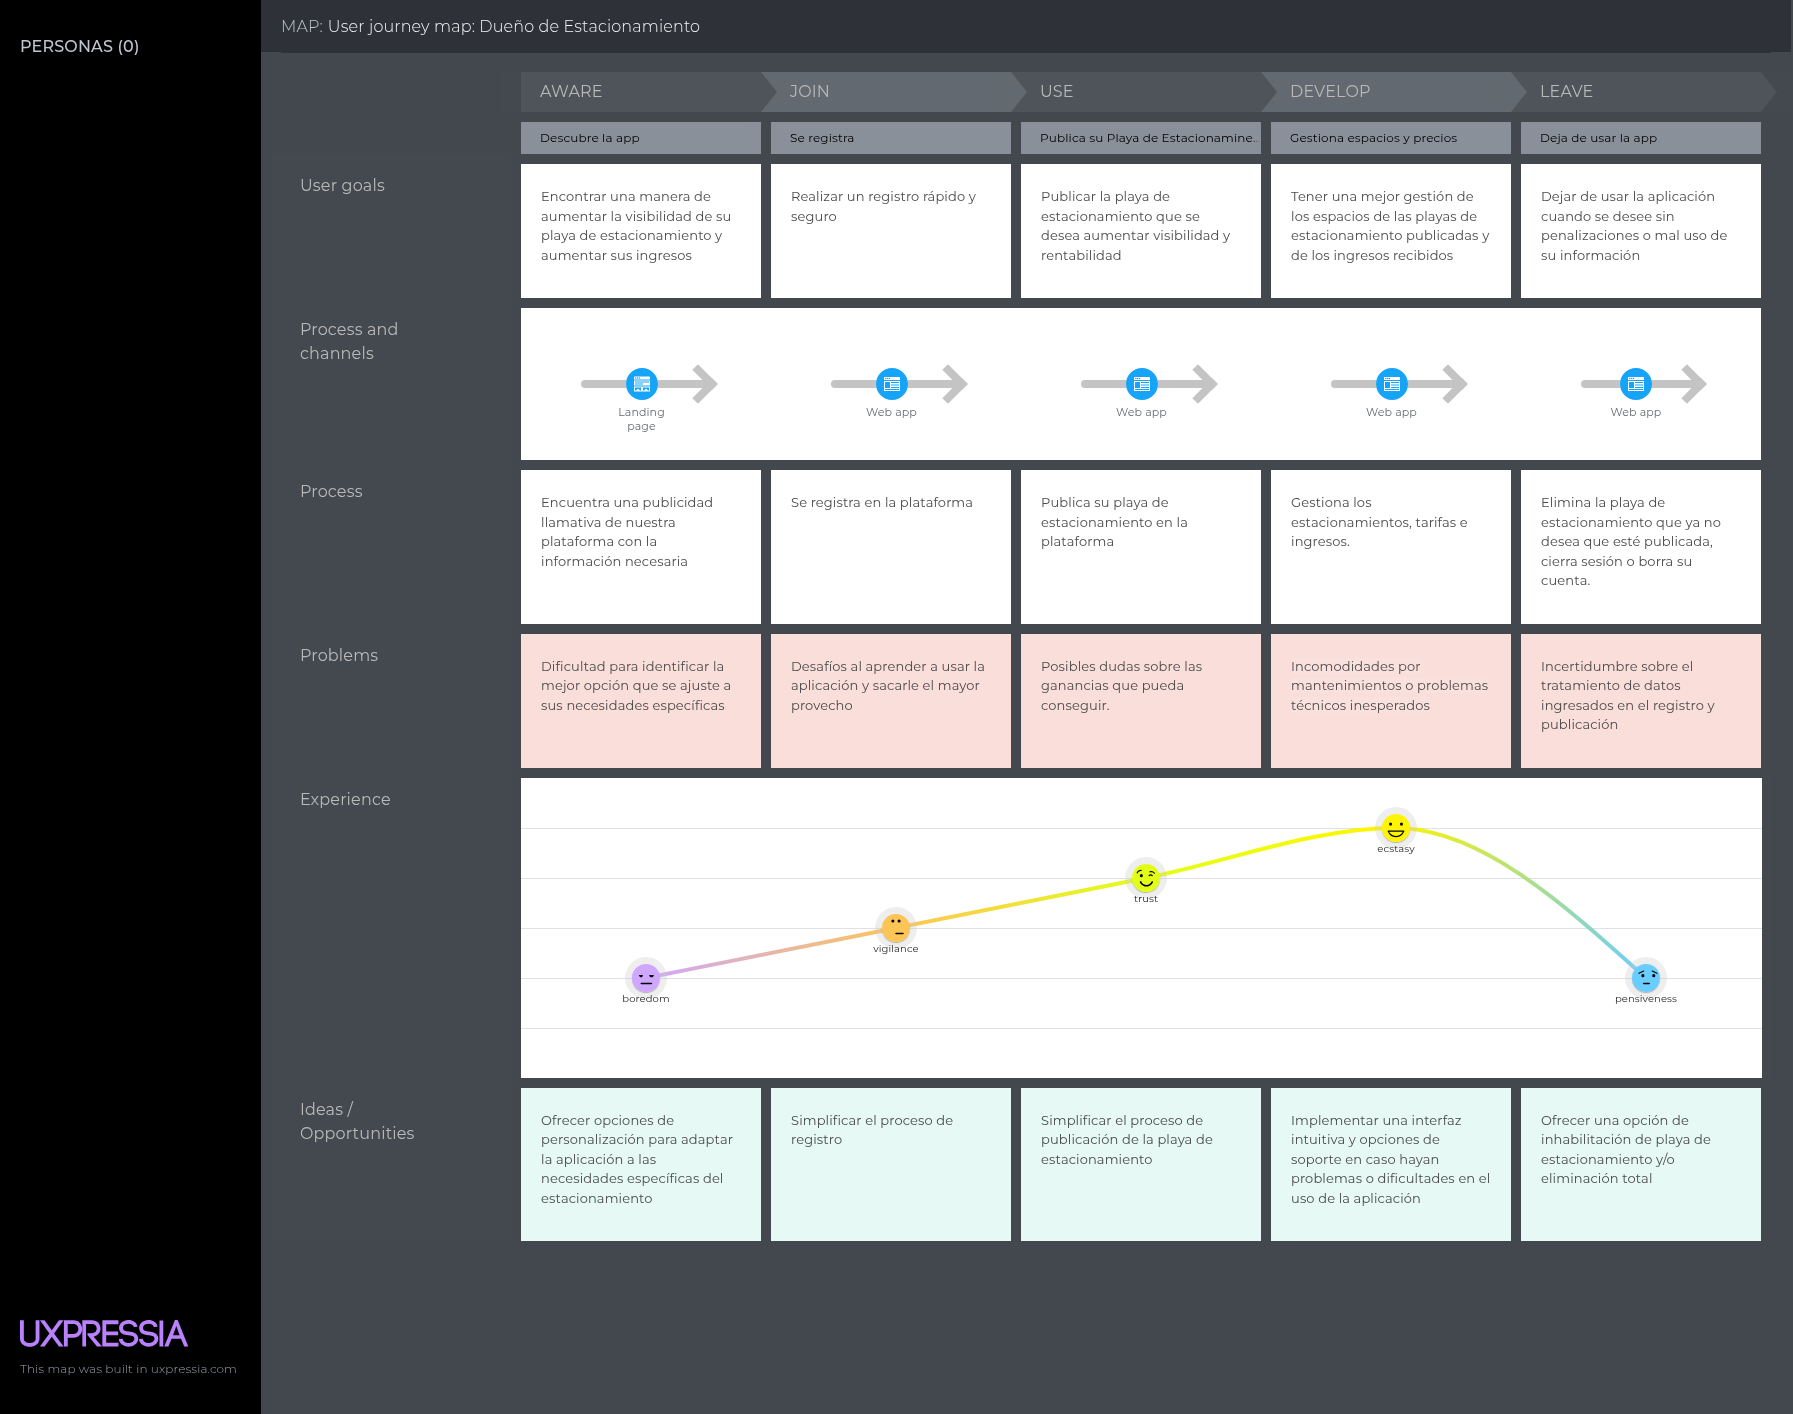 PERSONAS (0)
MAP: User journey map: Dueño de Estacionamiento
AWARE
JOIN
USE
DEVELOP
LEAVE
Descubre la app
Se registra
Publica su Playa de Estacionamine...
Gestiona espacios y precios
Deja de usar la app
User goals
Encontrar una manera de
aumentar la visibilidad de su
playa de estacionamiento y
aumentar sus ingresos
Realizar un registro rápido y
seguro
Publicar la playa de
estacionamiento que se
desea aumentar visibilidad y
rentabilidad
Tener una mejor gestión de
los espacios de las playas de
estacionamiento publicadas y
de los ingresos recibidos
Dejar de usar la aplicación
cuando se desee sin
penalizaciones o mal uso de
su información
Process and
channels
Landing
page
Web app
Web app
Web app
Web app
Process
Encuentra una publicidad
llamativa de nuestra
plataforma con la
información necesaria
Se registra en la plataforma
Publica su playa de
estacionamiento en la
plataforma
Gestiona los
estacionamientos, tarifas e
ingresos.
Elimina la playa de
estacionamiento que ya no
desea que esté publicada,
cierra sesión o borra su
cuenta.
Problems
Dificultad para identificar la
mejor opción que se ajuste a
sus necesidades específicas
Desafíos al aprender a usar la
aplicación y sacarle el mayor
provecho
Posibles dudas sobre las
ganancias que pueda
conseguir.
Incomodidades por
mantenimientos o problemas
técnicos inesperados
Incertidumbre sobre el
tratamiento de datos
ingresados en el registro y
publicación
Experience
boredom
vigilance
trust
ecstasy
pensiveness
Ideas /
Opportunities
Ofrecer opciones de
personalización para adaptar
la aplicación a las
necesidades específicas del
estacionamiento
Simplificar el proceso de
registro
Simplificar el proceso de
publicación de la playa de
estacionamiento
Implementar una interfaz
intuitiva y opciones de
soporte en caso hayan
problemas o dificultades en el
uso de la aplicación
Ofrecer una opción de
inhabilitación de playa de
estacionamiento y/o
eliminación total
UXPRESSIA
This map was built in uxpressia.com